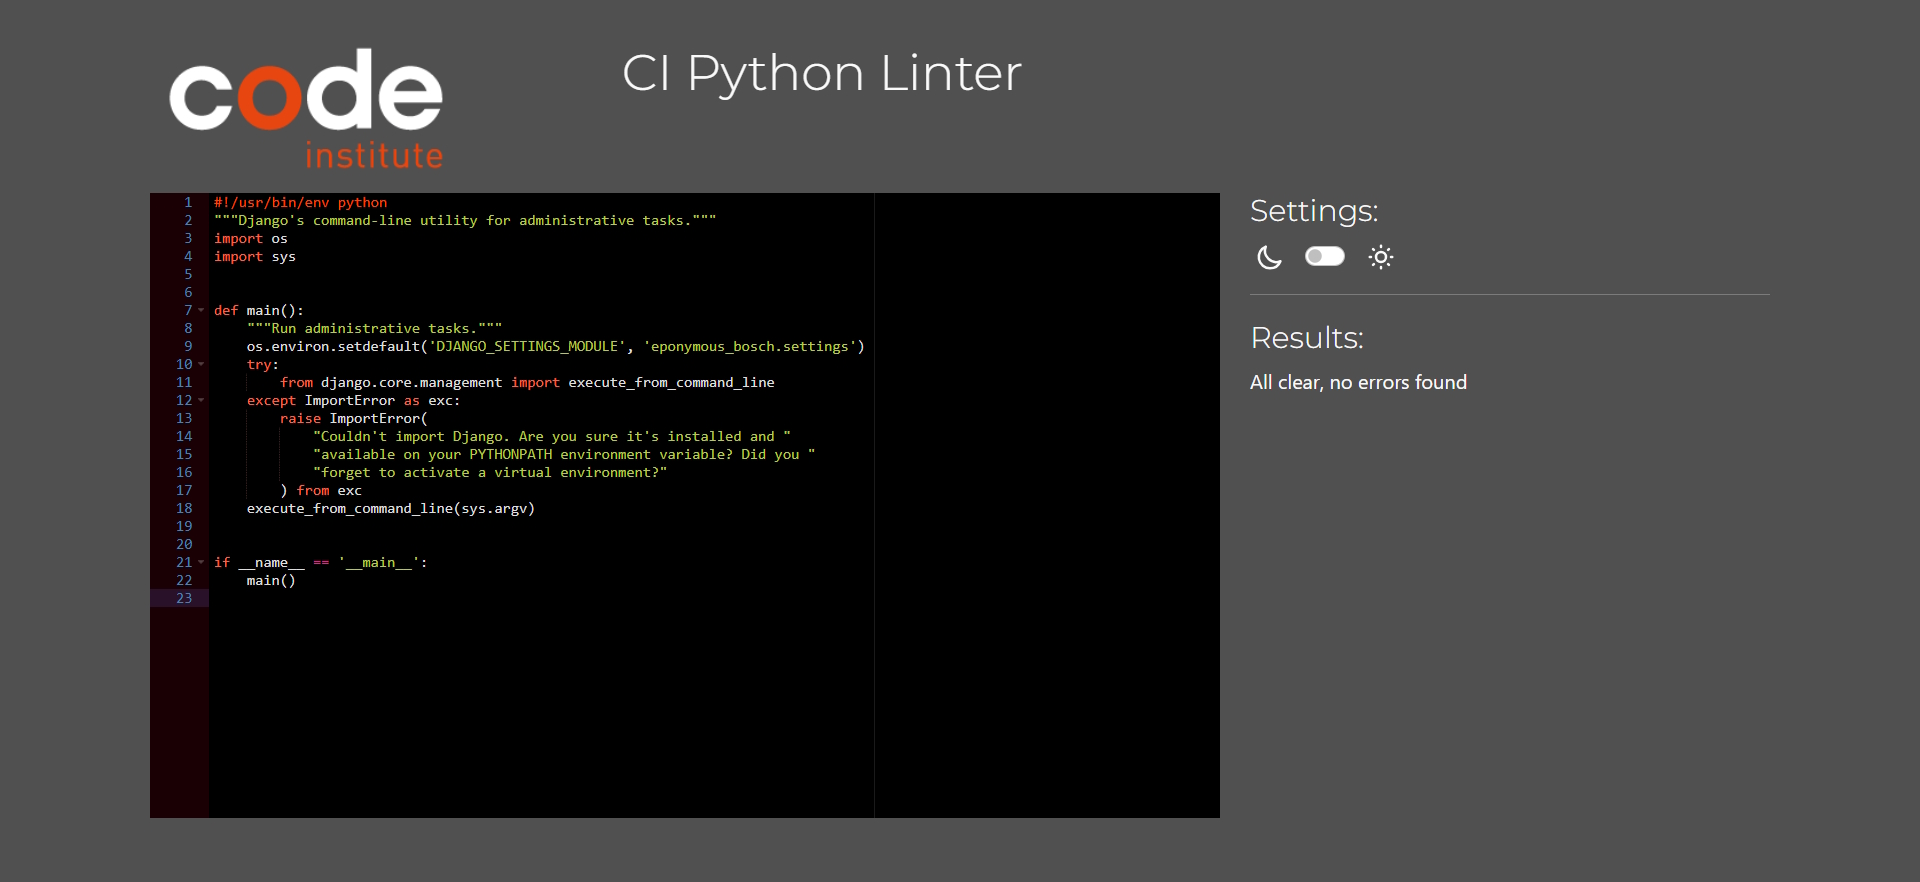 code
institute
CI Python Linter
1 #!/usr/bin/env python
2 """Django's command-line utility for administrative tasks."""
3 import os
4 import sys
5
6
7 def main():
8     """Run administrative tasks."""
9     os.environ.setdefault('DJANGO_SETTINGS_MODULE', 'eponymous_bosch.settings')
10     try:
11         from django.core.management import execute_from_command_line
12     except ImportError as exc:
13         raise ImportError(
14             "Couldn't import Django. Are you sure it's installed and "
15             "available on your PYTHONPATH environment variable? Did you "
16             "forget to activate a virtual environment?"
17         ) from exc
18     execute_from_command_line(sys.argv)
19
20
21 if __name__ == '__main__':
22     main()
23
Settings:
Results:
All clear, no errors found